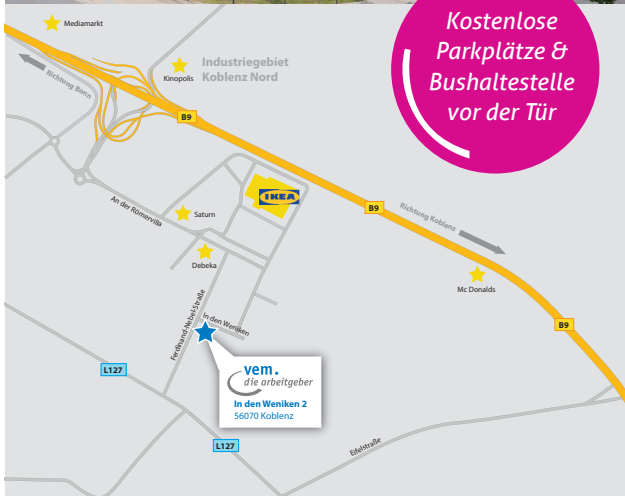 Kostenlose
Parkplätze &
Bushaltestelle
vor der Tür
Mediamarkt
Industriegebiet
Koblenz Nord
Kinopolis
Richtung Bonn
B9
IKEA
An der Römervilla
Saturn
B9
Richtung Koblenz
Debeka
Mc Donalds
Ferdinand-Nebel-Straße
In den Weniken
B9
L127
vem.
die arbeitgeber
In den Weniken 2
56070 Koblenz
L127
Eifelstraße